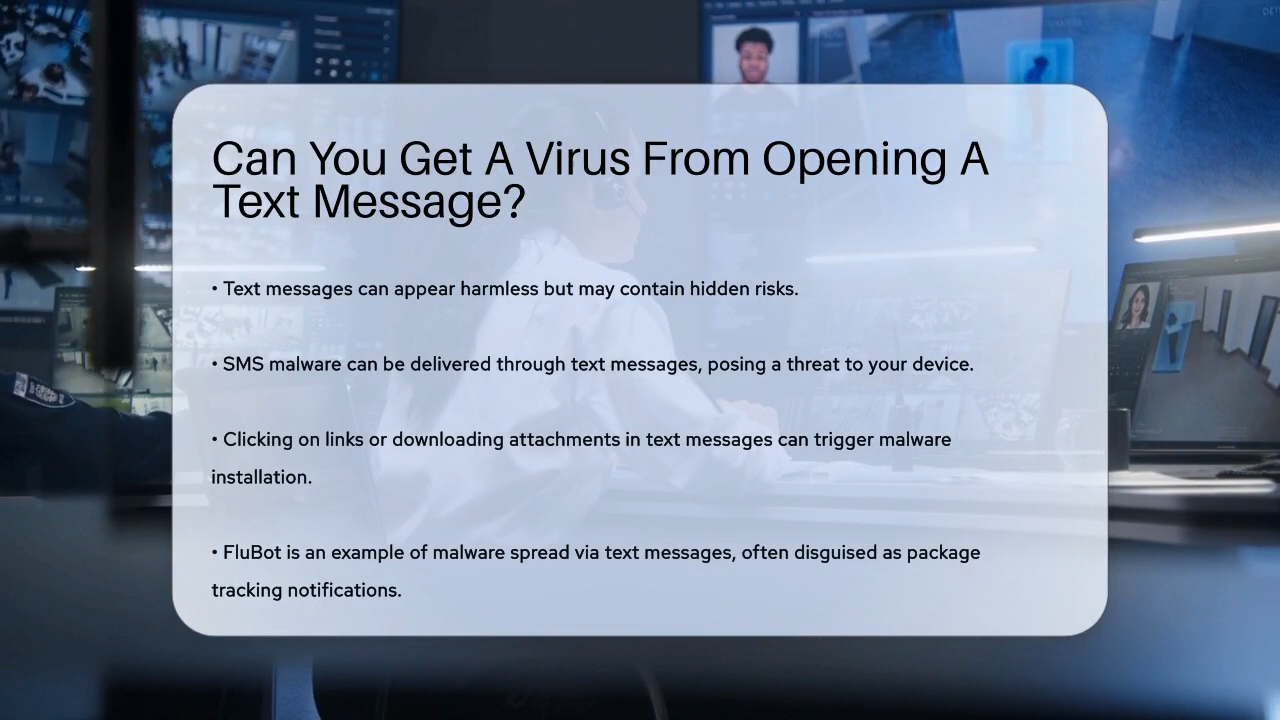 Can You Get A Virus From Opening A
Text Message?
• Text messages can appear harmless but may contain hidden risks.
• SMS malware can be delivered through text messages, posing a threat to your device.
• Clicking on links or downloading attachments in text messages can trigger malware
installation.
• FluBot is an example of malware spread via text messages, often disguised as package
tracking notifications.